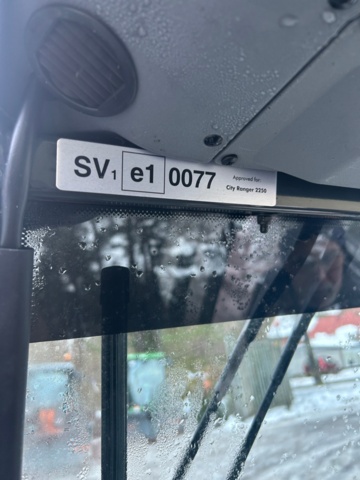 SV1 e1 0077
Approved for:
City Ranger 2250